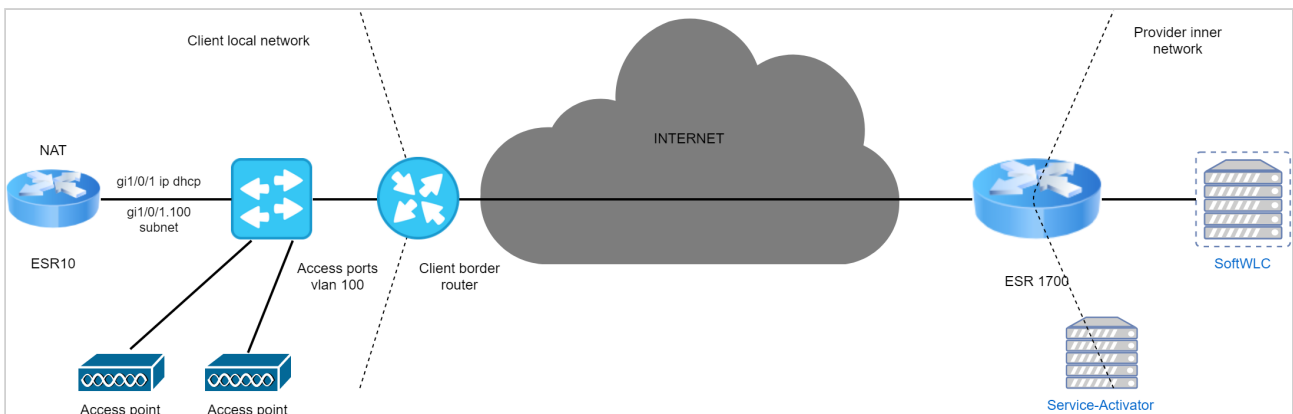 Client local network
Provider inner
network
INTERNET
NAT
gi1/0/1 ip dhcp
gi1/0/1.100
subnet
ESR10
Access ports
vlan 100
Client border
router
ESR 1700
SoftWLC
Access point
Access point
Service-Activator